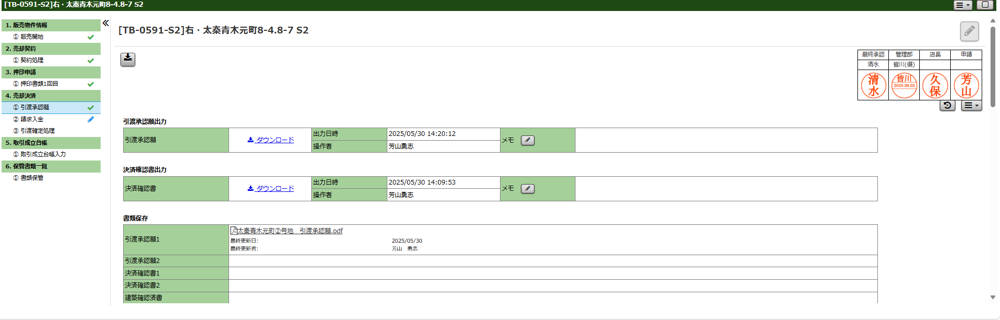 [TB-0591-S2]右・太秦青木元町8-4.8-7 S2
1. 販売物件情報
① 販売開始
2. 売却契約
① 契約処理
3. 押印申請
① 押印書類1回目
4. 売却決済
① 引渡承認願
② 請求入金
③ 引渡確定処理
5. 取引成立台帳
① 取引成立台帳入力
6. 保管書類一覧
① 書類保管
[TB-0591-S2]右・太秦青木元町8-4.8-7 S2
最終承認 管理部 店長 申請
清水 皆川(優)
清水 皆川 2025.06.02 久保 芳山
引渡承認願出力
引渡承認願 ダウンロード 出力日時 2025/05/30 14:20:12 メモ
操作者 芳山勇志
決済確認書出力
決済確認書 ダウンロード 出力日時 2025/05/30 14:09:53 メモ
操作者 芳山勇志
書類保存
引渡承認願1 太秦青木元町②号地　引渡承認願.pdf
最終更新日: 2025/05/30
最終更新者: 芳山　勇志
引渡承認願2
決済確認書1
決済確認書2
建築確認済書